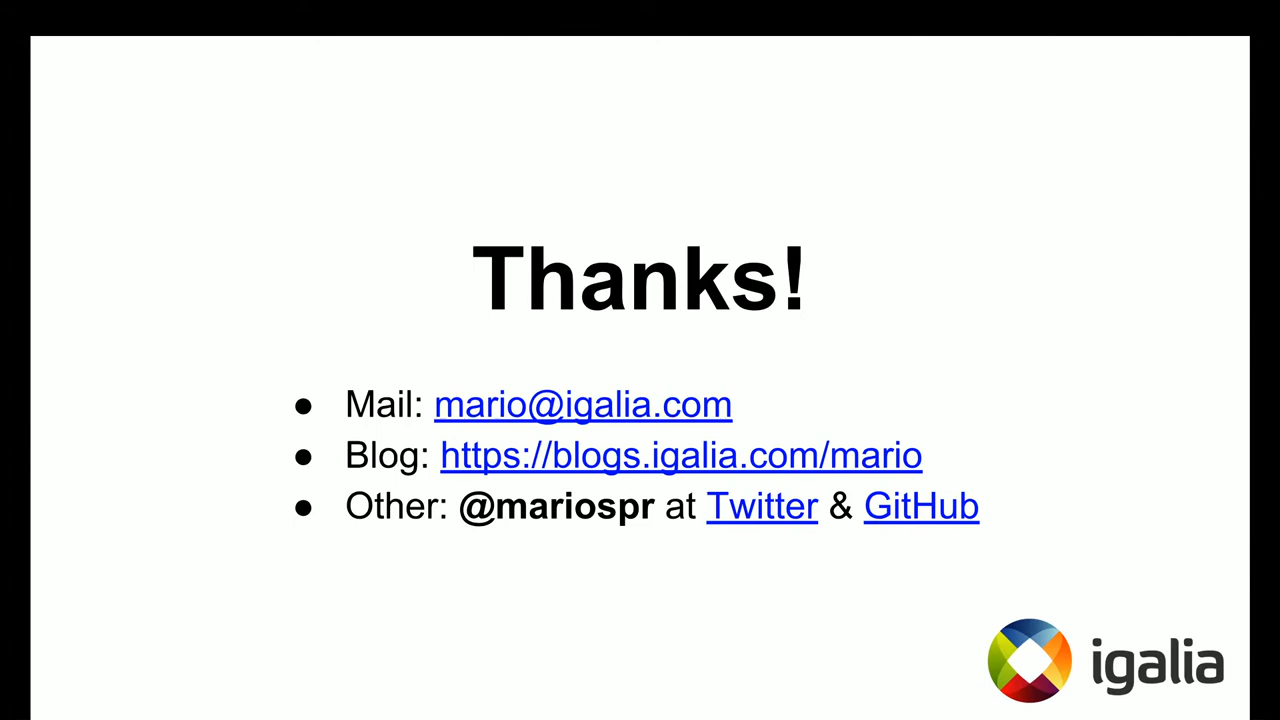 Thanks!
● Mail: mario@igalia.com
● Blog: https://blogs.igalia.com/mario
● Other: @mariospr at Twitter & GitHub
igalia